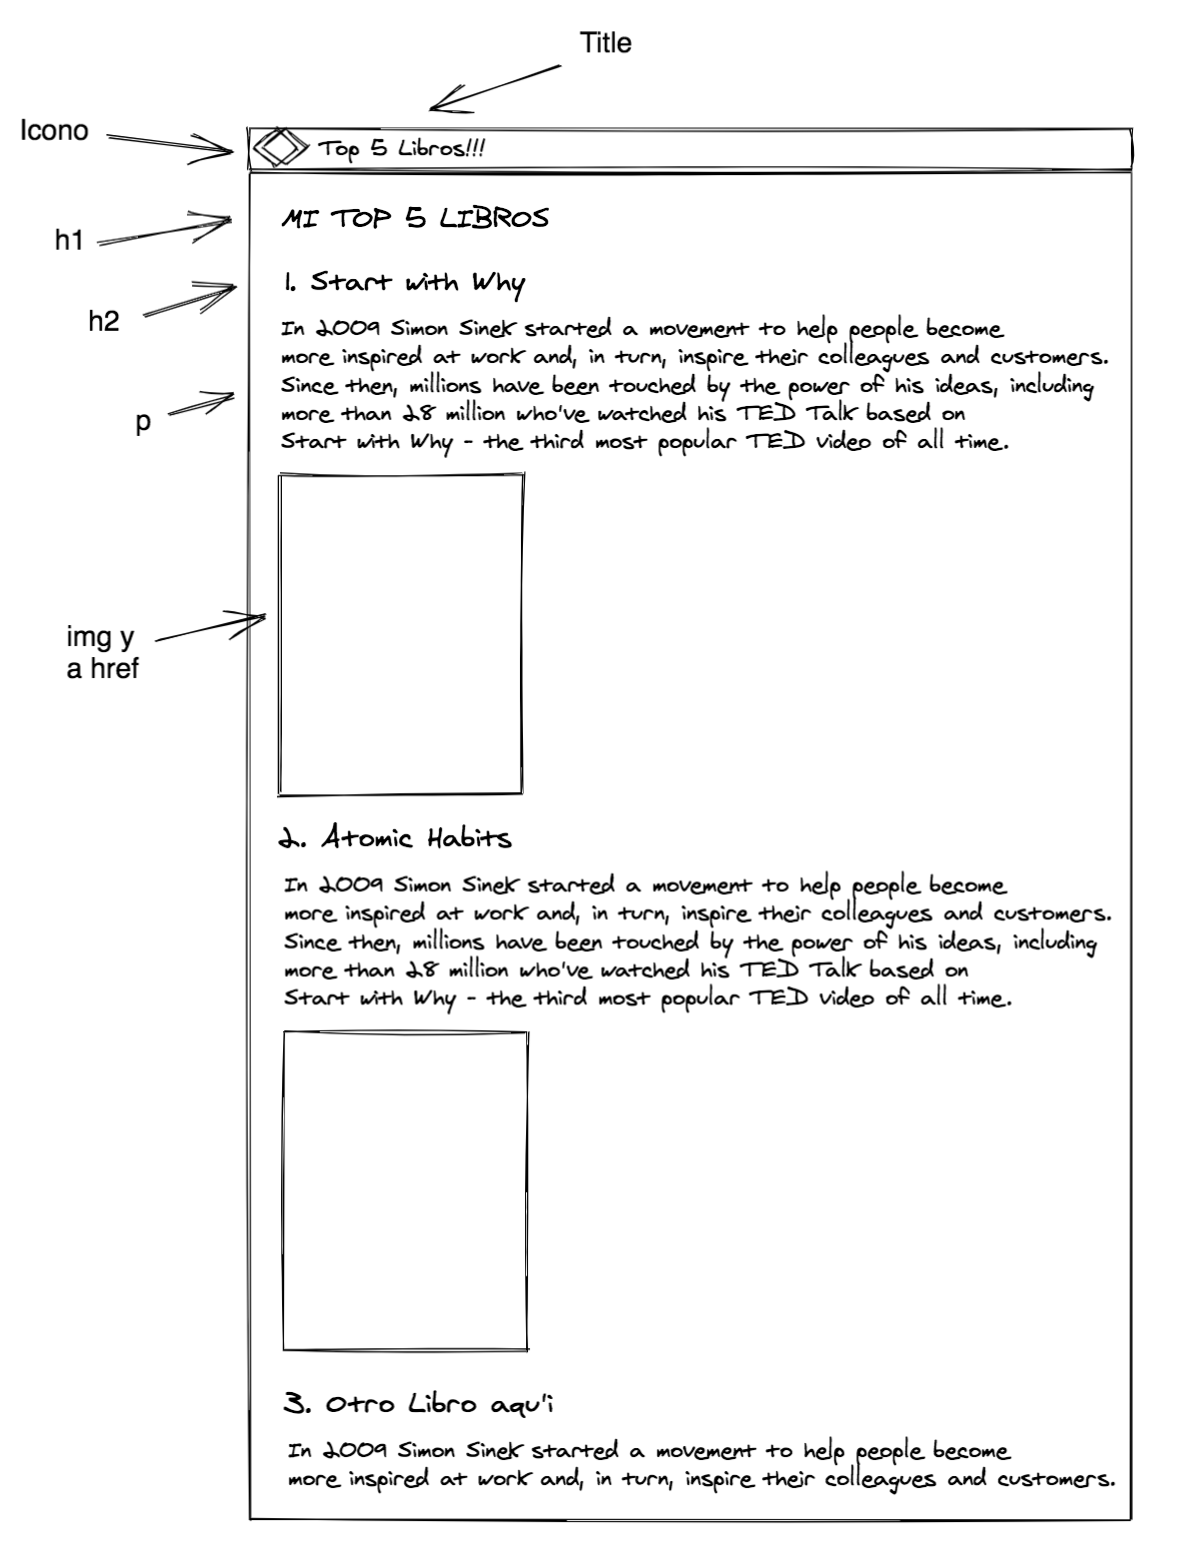 Title
Icono
Top 5 Libros!!!
h1
MI TOP 5 LIBROS
h2
1. Start with Why
p
In 2009 Simon Sinek started a movement to help people become
more inspired at work and, in turn, inspire their colleagues and customers.
Since then, millions have been touched by the power of his ideas, including
more than 28 million who've watched his TED Talk based on
Start with Why - the third most popular TED video of all time.
img y
a href
2. Atomic Habits
In 2009 Simon Sinek started a movement to help people become
more inspired at work and, in turn, inspire their colleagues and customers.
Since then, millions have been touched by the power of his ideas, including
more than 28 million who've watched his TED Talk based on
Start with Why - the third most popular TED video of all time.
3. Otro Libro aqu'i
In 2009 Simon Sinek started a movement to help people become
more inspired at work and, in turn, inspire their colleagues and customers.